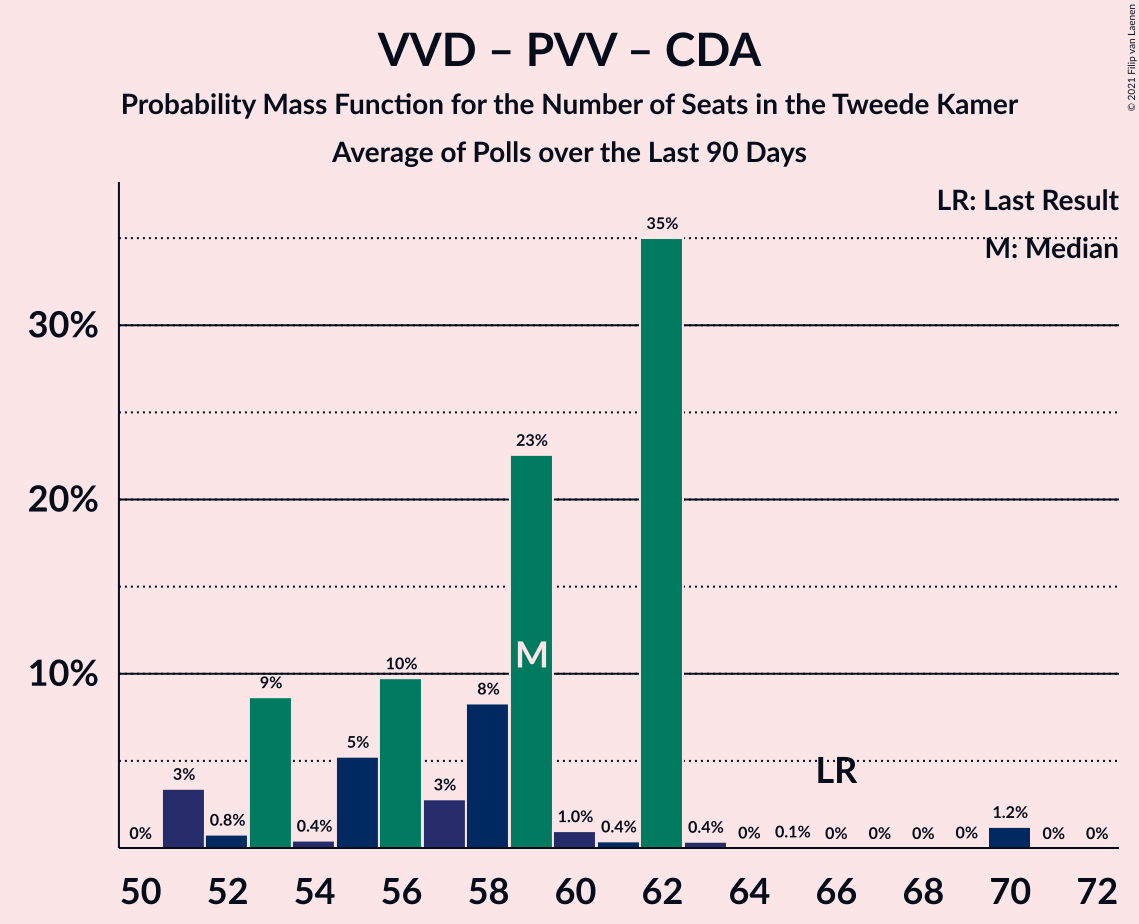 VVD – PVV – CDA
Probability Mass Function for the Number of Seats in the Tweede Kamer
Average of Polls over the Last 90 Days
© 2021 Filip van Laenen
LR: Last Result
M: Median
30%
20%
10%
0%
3%
0.8%
9%
0.4%
5%
10%
3%
8%
23%
M
1.0%
0.4%
35%
0.4%
0%
0.1%
LR
0%
0%
0%
0%
1.2%
0%
0%
50 52 54 56 58 60 62 64 66 68 70 72